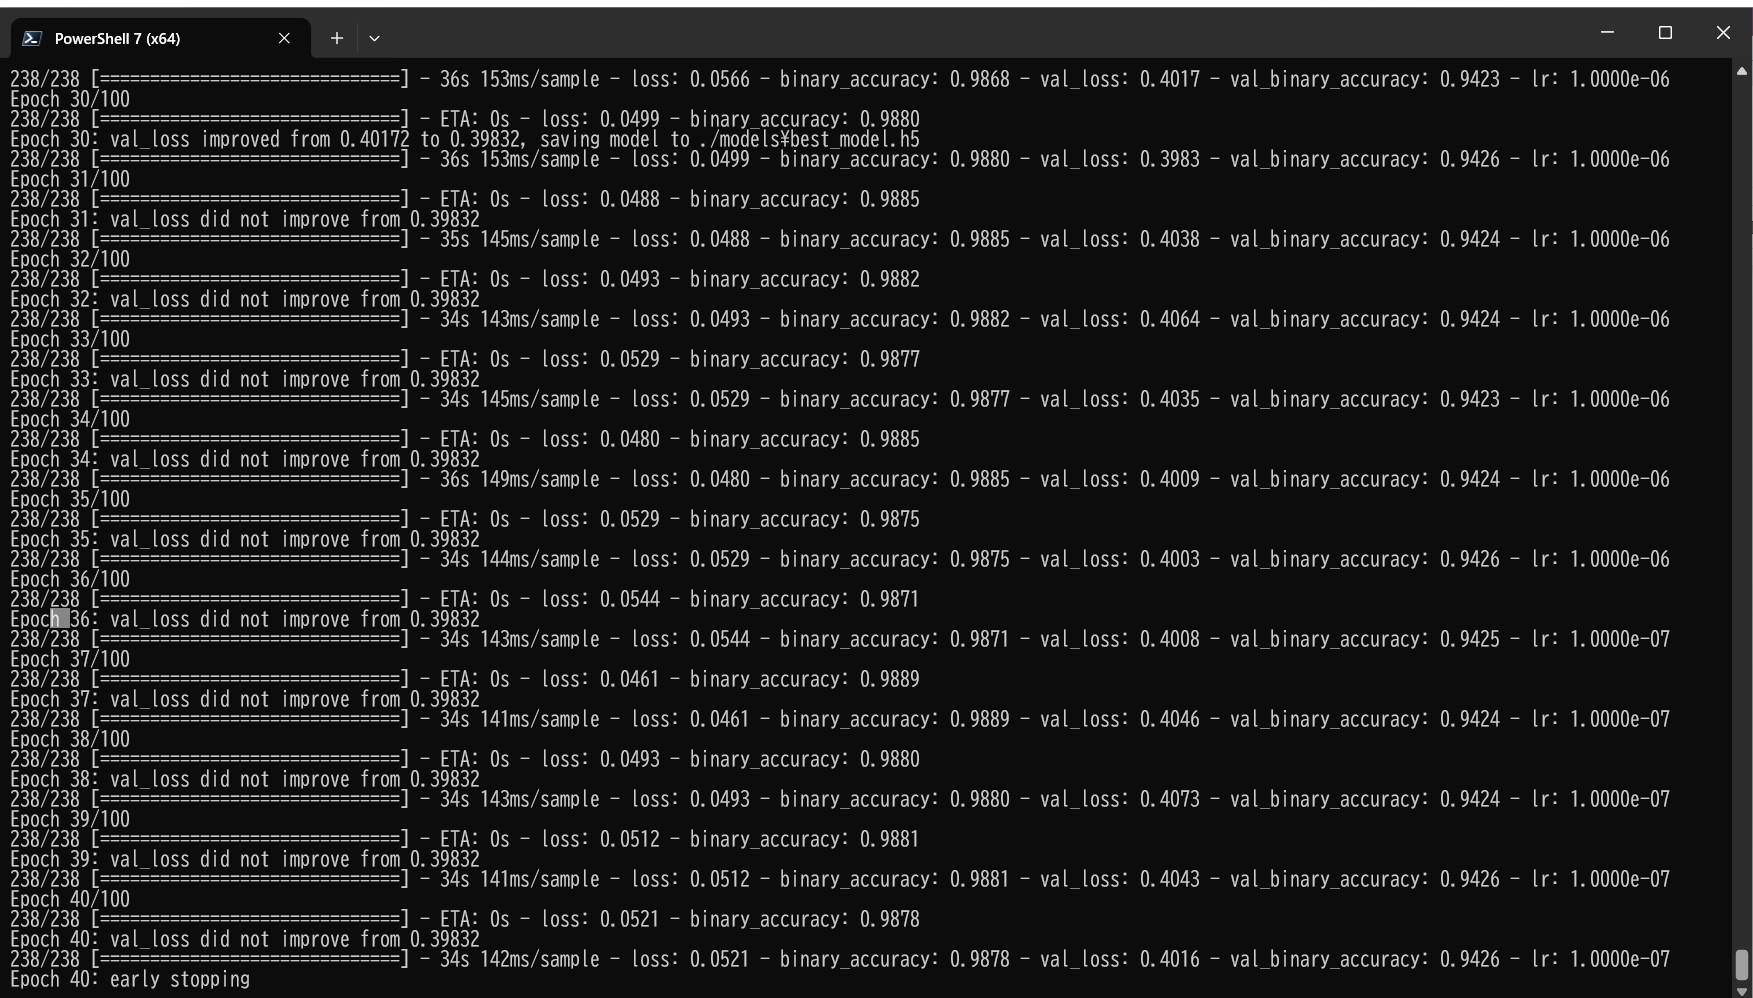 PowerShell 7 (x64)
238/238 [==============================] - 36s 153ms/sample - loss: 0.0566 - binary_accuracy: 0.9868 - val_loss: 0.4017 - val_binary_accuracy: 0.9423 - lr: 1.0000e-06
Epoch 30/100
238/238 [==============================] - ETA: 0s - loss: 0.0499 - binary_accuracy: 0.9880
Epoch 30: val_loss improved from 0.40172 to 0.39832, saving model to ./models¥best_model.h5
238/238 [==============================] - 36s 153ms/sample - loss: 0.0499 - binary_accuracy: 0.9880 - val_loss: 0.3983 - val_binary_accuracy: 0.9426 - lr: 1.0000e-06
Epoch 31/100
238/238 [==============================] - ETA: 0s - loss: 0.0488 - binary_accuracy: 0.9885
Epoch 31: val_loss did not improve from 0.39832
238/238 [==============================] - 35s 145ms/sample - loss: 0.0488 - binary_accuracy: 0.9885 - val_loss: 0.4038 - val_binary_accuracy: 0.9424 - lr: 1.0000e-06
Epoch 32/100
238/238 [==============================] - ETA: 0s - loss: 0.0493 - binary_accuracy: 0.9882
Epoch 32: val_loss did not improve from 0.39832
238/238 [==============================] - 34s 143ms/sample - loss: 0.0493 - binary_accuracy: 0.9882 - val_loss: 0.4064 - val_binary_accuracy: 0.9424 - lr: 1.0000e-06
Epoch 33/100
238/238 [==============================] - ETA: 0s - loss: 0.0529 - binary_accuracy: 0.9877
Epoch 33: val_loss did not improve from 0.39832
238/238 [==============================] - 34s 145ms/sample - loss: 0.0529 - binary_accuracy: 0.9877 - val_loss: 0.4035 - val_binary_accuracy: 0.9423 - lr: 1.0000e-06
Epoch 34/100
238/238 [==============================] - ETA: 0s - loss: 0.0480 - binary_accuracy: 0.9885
Epoch 34: val_loss did not improve from 0.39832
238/238 [==============================] - 36s 149ms/sample - loss: 0.0480 - binary_accuracy: 0.9885 - val_loss: 0.4009 - val_binary_accuracy: 0.9424 - lr: 1.0000e-06
Epoch 35/100
238/238 [==============================] - ETA: 0s - loss: 0.0529 - binary_accuracy: 0.9875
Epoch 35: val_loss did not improve from 0.39832
238/238 [==============================] - 34s 144ms/sample - loss: 0.0529 - binary_accuracy: 0.9875 - val_loss: 0.4003 - val_binary_accuracy: 0.9426 - lr: 1.0000e-06
Epoch 36/100
238/238 [==============================] - ETA: 0s - loss: 0.0544 - binary_accuracy: 0.9871
Epoch 36: val_loss did not improve from 0.39832
238/238 [==============================] - 34s 143ms/sample - loss: 0.0544 - binary_accuracy: 0.9871 - val_loss: 0.4008 - val_binary_accuracy: 0.9425 - lr: 1.0000e-07
Epoch 37/100
238/238 [==============================] - ETA: 0s - loss: 0.0461 - binary_accuracy: 0.9889
Epoch 37: val_loss did not improve from 0.39832
238/238 [==============================] - 34s 141ms/sample - loss: 0.0461 - binary_accuracy: 0.9889 - val_loss: 0.4046 - val_binary_accuracy: 0.9424 - lr: 1.0000e-07
Epoch 38/100
238/238 [==============================] - ETA: 0s - loss: 0.0493 - binary_accuracy: 0.9880
Epoch 38: val_loss did not improve from 0.39832
238/238 [==============================] - 34s 143ms/sample - loss: 0.0493 - binary_accuracy: 0.9880 - val_loss: 0.4073 - val_binary_accuracy: 0.9424 - lr: 1.0000e-07
Epoch 39/100
238/238 [==============================] - ETA: 0s - loss: 0.0512 - binary_accuracy: 0.9881
Epoch 39: val_loss did not improve from 0.39832
238/238 [==============================] - 34s 141ms/sample - loss: 0.0512 - binary_accuracy: 0.9881 - val_loss: 0.4043 - val_binary_accuracy: 0.9426 - lr: 1.0000e-07
Epoch 40/100
238/238 [==============================] - ETA: 0s - loss: 0.0521 - binary_accuracy: 0.9878
Epoch 40: val_loss did not improve from 0.39832
238/238 [==============================] - 34s 142ms/sample - loss: 0.0521 - binary_accuracy: 0.9878 - val_loss: 0.4016 - val_binary_accuracy: 0.9426 - lr: 1.0000e-07
Epoch 40: early stopping